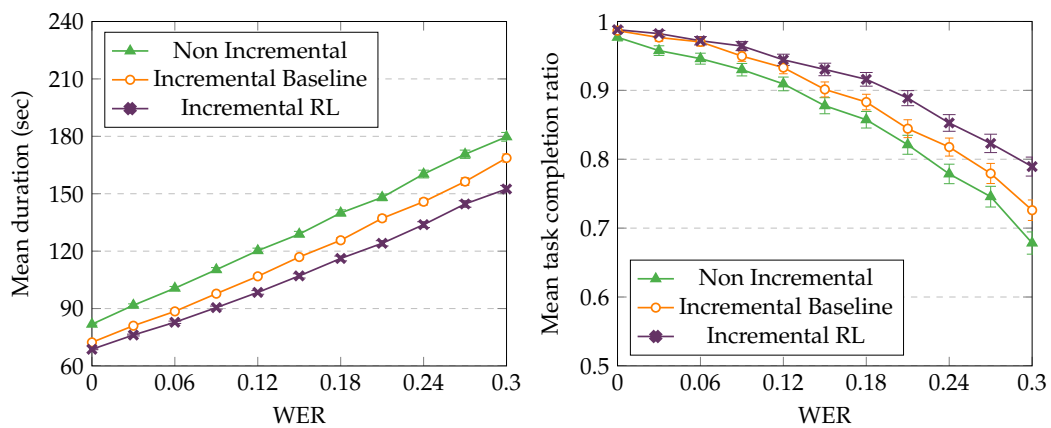 240
210
180
150
120
90
60
Mean duration (sec)
Non Incremental
Incremental Baseline
Incremental RL
0
0.06
0.12
0.18
0.24
0.3
WER
1
0.9
0.8
0.7
0.6
0.5
Mean task completion ratio
Non Incremental
Incremental Baseline
Incremental RL
0
0.06
0.12
0.18
0.24
0.3
WER